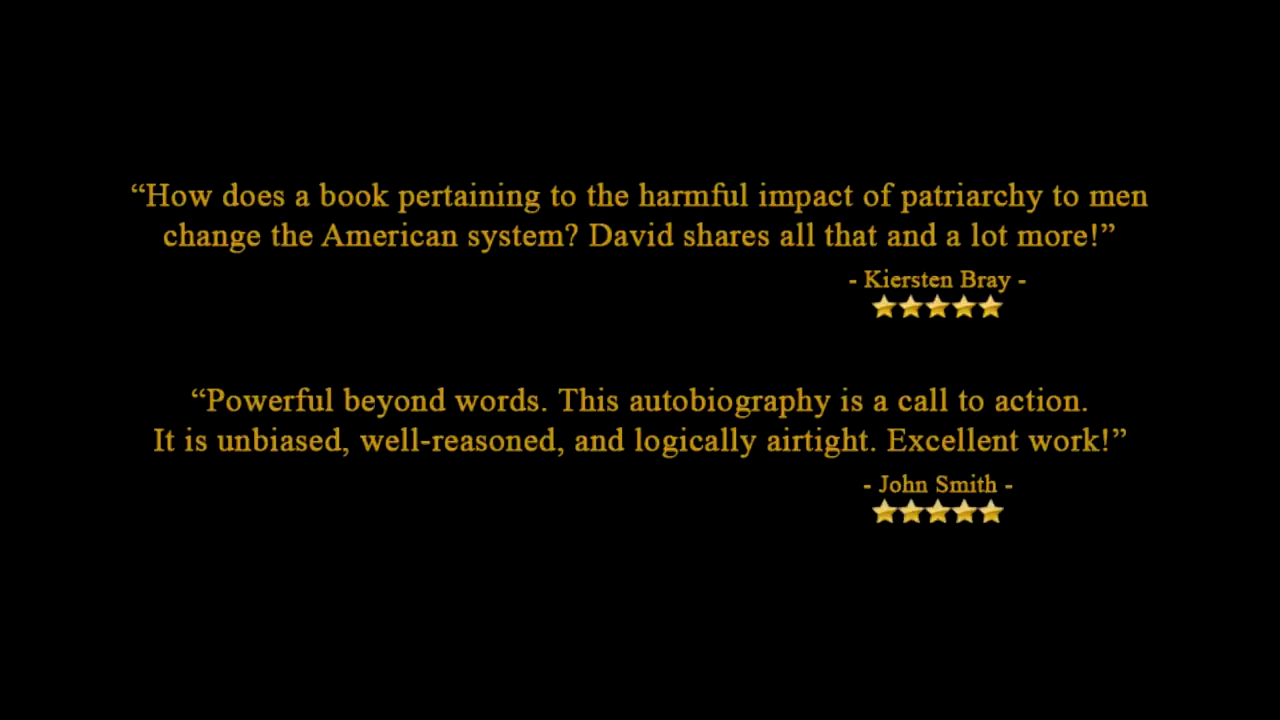 “How does a book pertaining to the harmful impact of patriarchy to men
change the American system? David shares all that and a lot more!”
- Kiersten Bray -
“Powerful beyond words. This autobiography is a call to action.
It is unbiased, well-reasoned, and logically airtight. Excellent work!”
- John Smith -